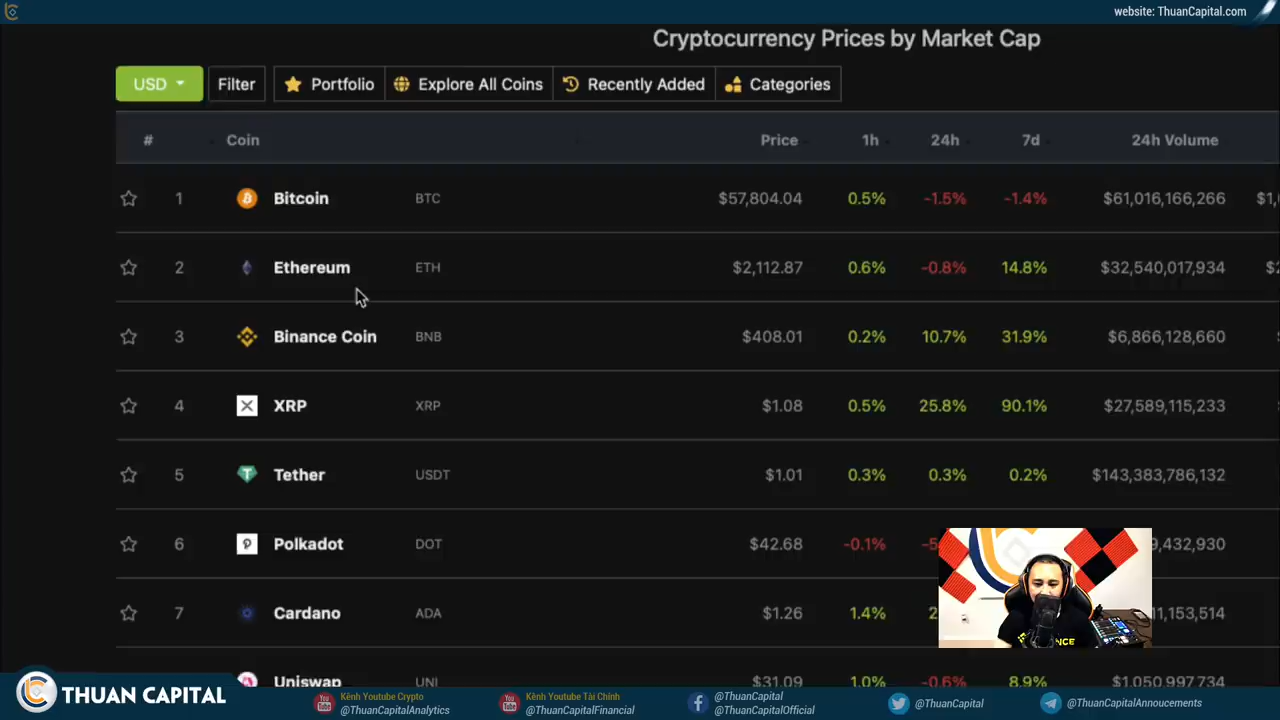 website: ThuanCapital.com
Cryptocurrency Prices by Market Cap
USD Filter Portfolio Explore All Coins Recently Added Categories
# Coin Price 1h 24h 7d 24h Volume
1 Bitcoin BTC $57,804.04 0.5% -1.5% -1.4% $61,016,166,266
2 Ethereum ETH $2,112.87 0.6% -0.8% 14.8% $32,540,017,934
3 Binance Coin BNB $408.01 0.2% 10.7% 31.9% $6,866,128,660
4 XRP XRP $1.08 0.5% 25.8% 90.1% $27,589,115,233
5 Tether USDT $1.01 0.3% 0.3% 0.2% $143,383,786,132
6 Polkadot DOT $42.68 -0.1%
7 Cardano ADA $1.26 1.4%
Uniswap UNI $31.09 1.0% -0.6% 8.9% $1,050,997,734
THUAN CAPITAL
Kênh Youtube Crypto
@ThuanCapitalAnalytics
Kênh Youtube Tài Chính
@ThuanCapitalFinancial
@ThuanCapital
@ThuanCapitalOfficial
@ThuanCapital
@ThuanCapitalAnnoucements